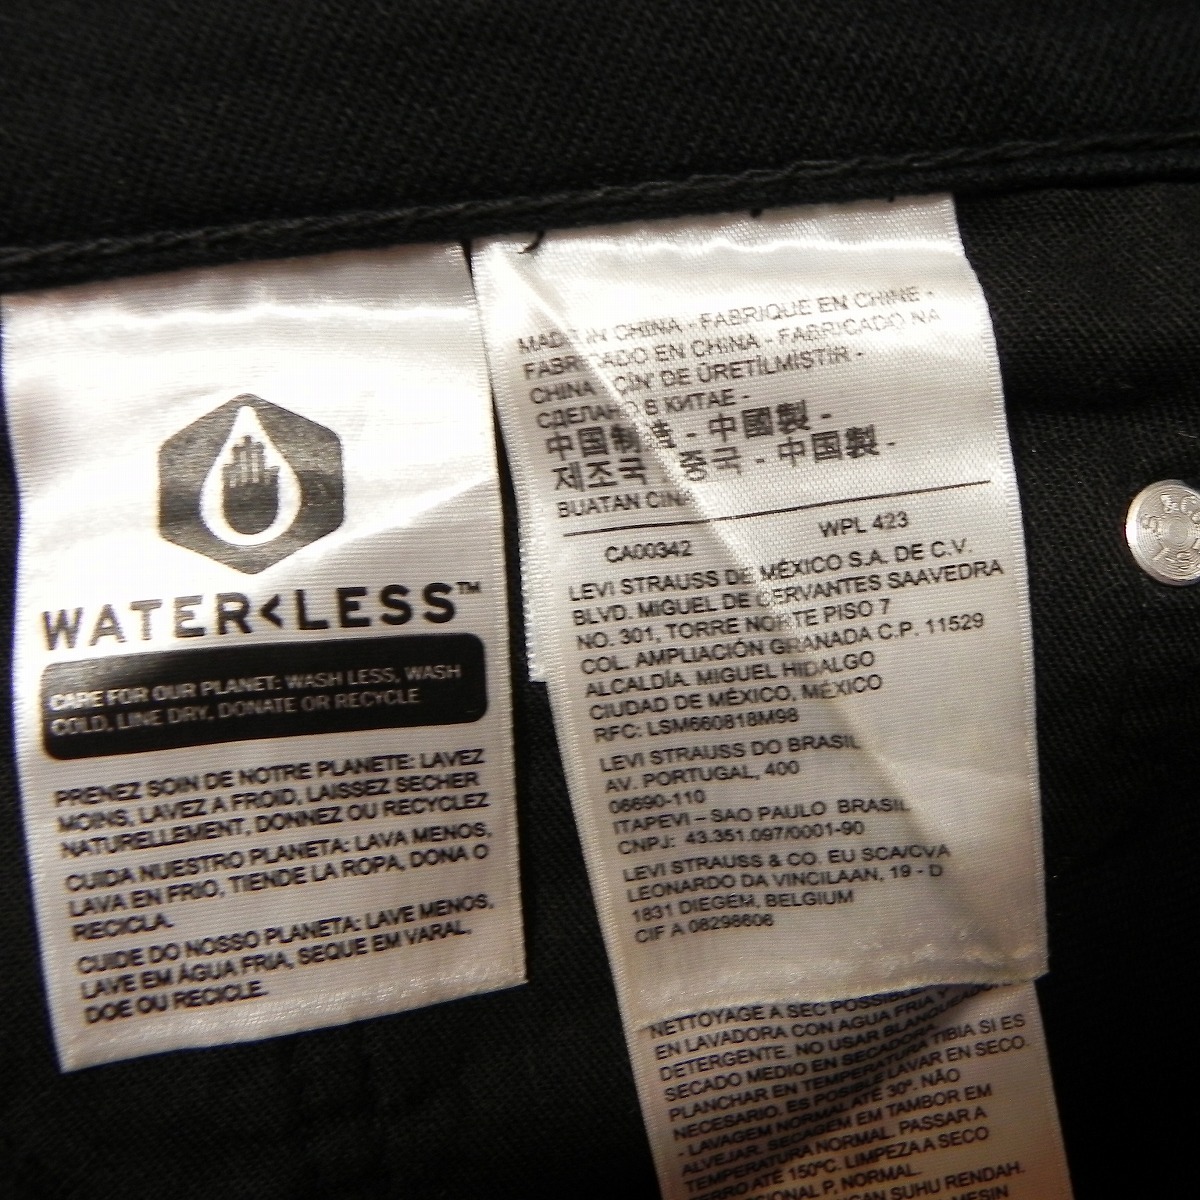 WATER<LESS™
CARE FOR OUR PLANET: WASH LESS, WASH
COLD, LINE DRY, DONATE OR RECYCLE
PRENEZ SOIN DE NOTRE PLANETE: LAVEZ
MOINS, LAVEZ A FROID, LAISSEZ SECHER
NATURELLEMENT, DONNEZ OU RECYCLEZ
CUIDA NUESTRO PLANETA: LAVA MENOS,
LAVA EN FRIO, TIENDE LA ROPA, DONA O
RECICLA.
CUIDE DO NOSSO PLANETA: LAVE MENOS,
LAVE EM ÁGUA FRIA, SEQUE EM VARAL,
DOE OU RECICLE.
MADE IN CHINA - FABRIQUE EN CHINE -
FABRICADO EN CHINA - FABRICADO NA
CHINA - ÇİN' DE ÜRETİLMİSTİR -
СДЕЛАНО В КИТАЕ -
中国制造 - 中國製 -
제조국 : 중국 - 中国製 -
BUATAN CINA
CA00342 WPL 423
LEVI STRAUSS DE MÉXICO S.A. DE C.V.
BLVD. MIGUEL DE CERVANTES SAAVEDRA
NO. 301, TORRE NORTE PISO 7
COL. AMPLIACIÓN GRANADA C.P. 11529
ALCALDÍA. MIGUEL HIDALGO
CIUDAD DE MÉXICO, MÉXICO
RFC: LSM660818M98
LEVI STRAUSS DO BRASIL
AV. PORTUGAL, 400
06690-110
ITAPEVI – SAO PAULO BRASIL
CNPJ: 43.351.097/0001-90
LEVI STRAUSS & CO. EU SCA/CVA
LEONARDO DA VINCILAAN, 19 - D
1831 DIEGEM, BELGIUM
CIF A 08298608
NETTOYAGE A SEC POSSIBLE
EN LAVADORA CON AGUA FRIA Y
DETERGENTE. NO USAR BLANQUEADOR.
SECADO MEDIO EN SECADORA TIBIA SI ES
PLANCHAR EN TEMPERATURA LAVAR EN SECO.
NECESARIO. ES POSIBLE
- LAVAGEM NORMAL ATÉ 30º. NÃO
ALVEJAR. SECAGEM EM TAMBOR EM
TEMPERATURA NORMAL. PASSAR A
FERRO ATÉ 150ºC. LIMPEZA A SECO
P, NORMAL.
SUHU RENDAH.